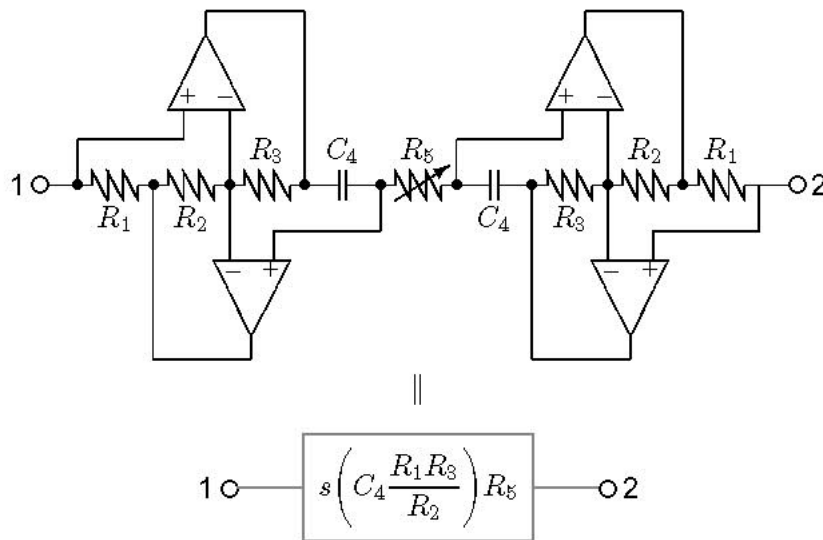 + −
+ −
R₃ C₄ R₅ R₂ R₁
1 2
R₁ R₂ C₄ R₃
− +
− +
||
1 s(C₄ R₁R₃/R₂)R₅ 2